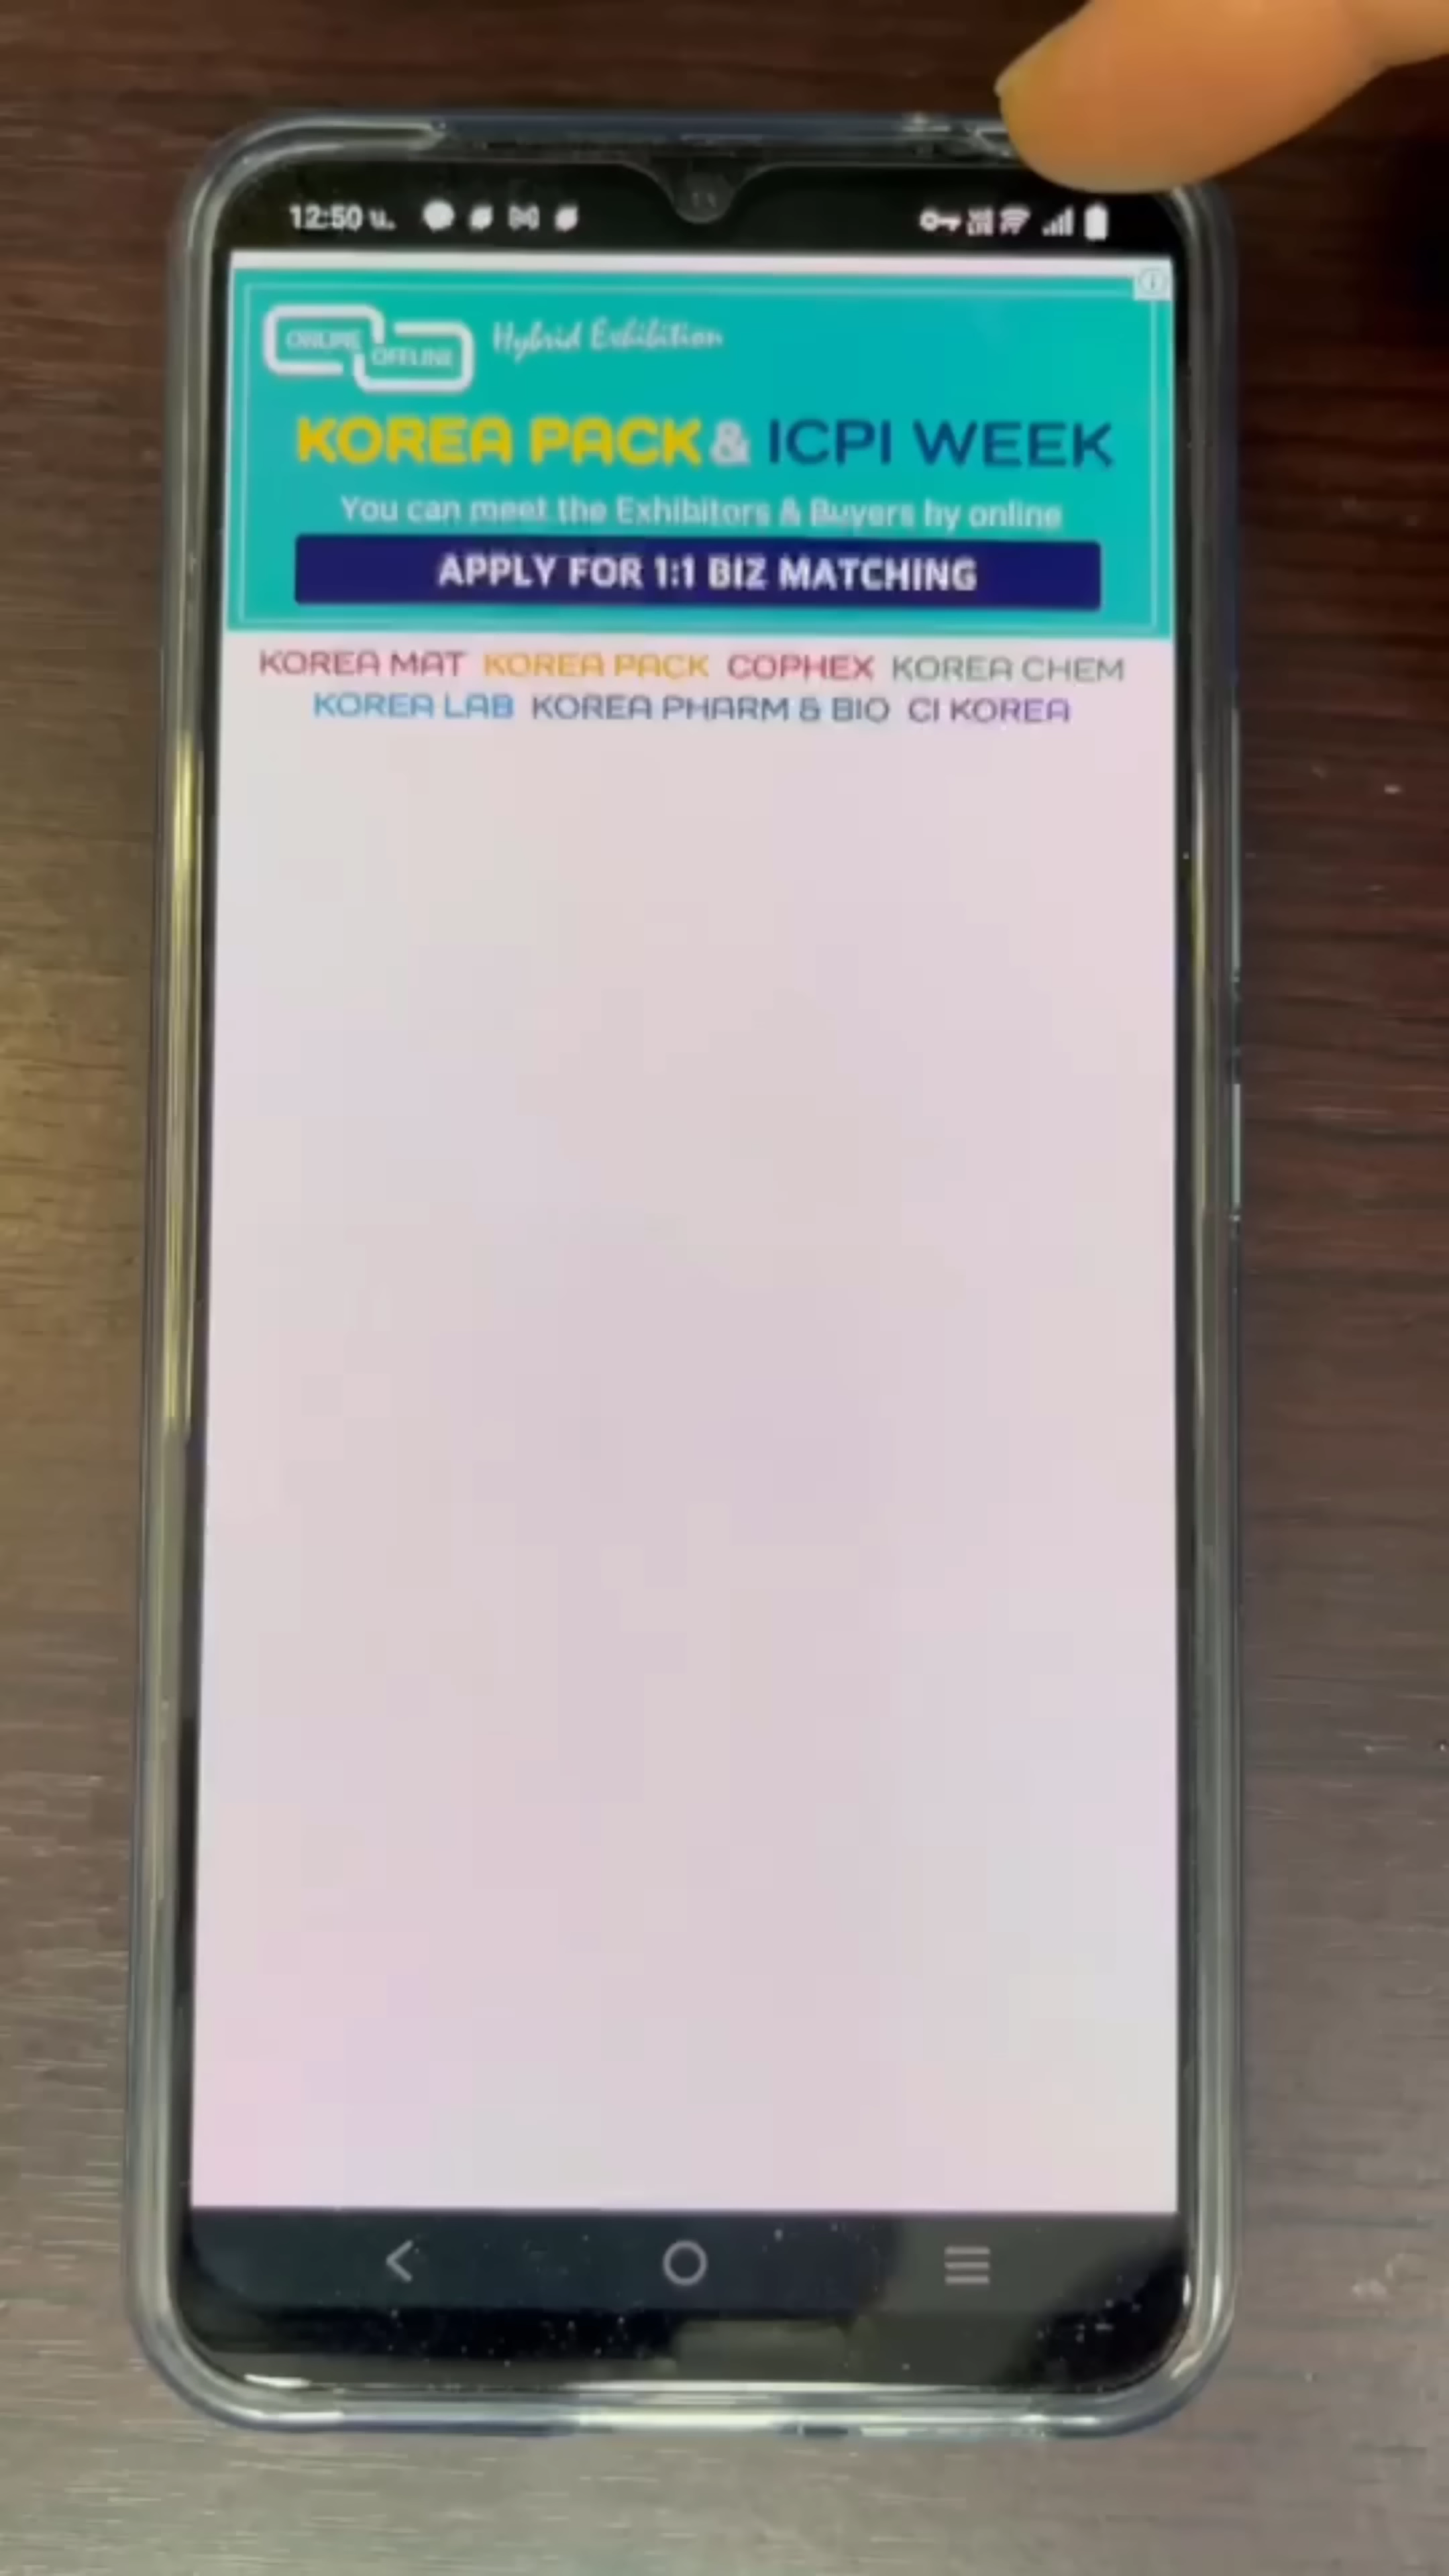 12:50 น.
ONLINE
OFFLINE
Hybrid Exhibition
KOREA PACK & ICPI WEEK
You can meet the Exhibitors & Buyers by online
APPLY FOR 1:1 BIZ MATCHING
KOREA MAT KOREA PACK COPHEX KOREA CHEM
KOREA LAB KOREA PHARM & BIO CI KOREA